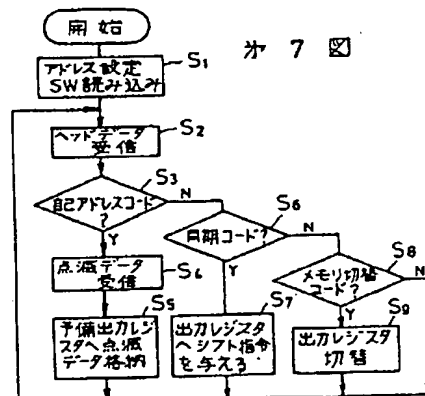 開始
第7図
アドレス設定
SW読み込み
S1
ヘッドデータ
受信
S2
自己アドレスコード
?
S3
N
Y
同期コード?
S6
N
Y
メモリ切替
コード?
S8
N
Y
点滅データ
受信
S6
予備出力レジ
スタへ点滅
データ格納
S5
出力レジスタ
へシフト指令
を与える
S7
出力レジスタ
切替
S9